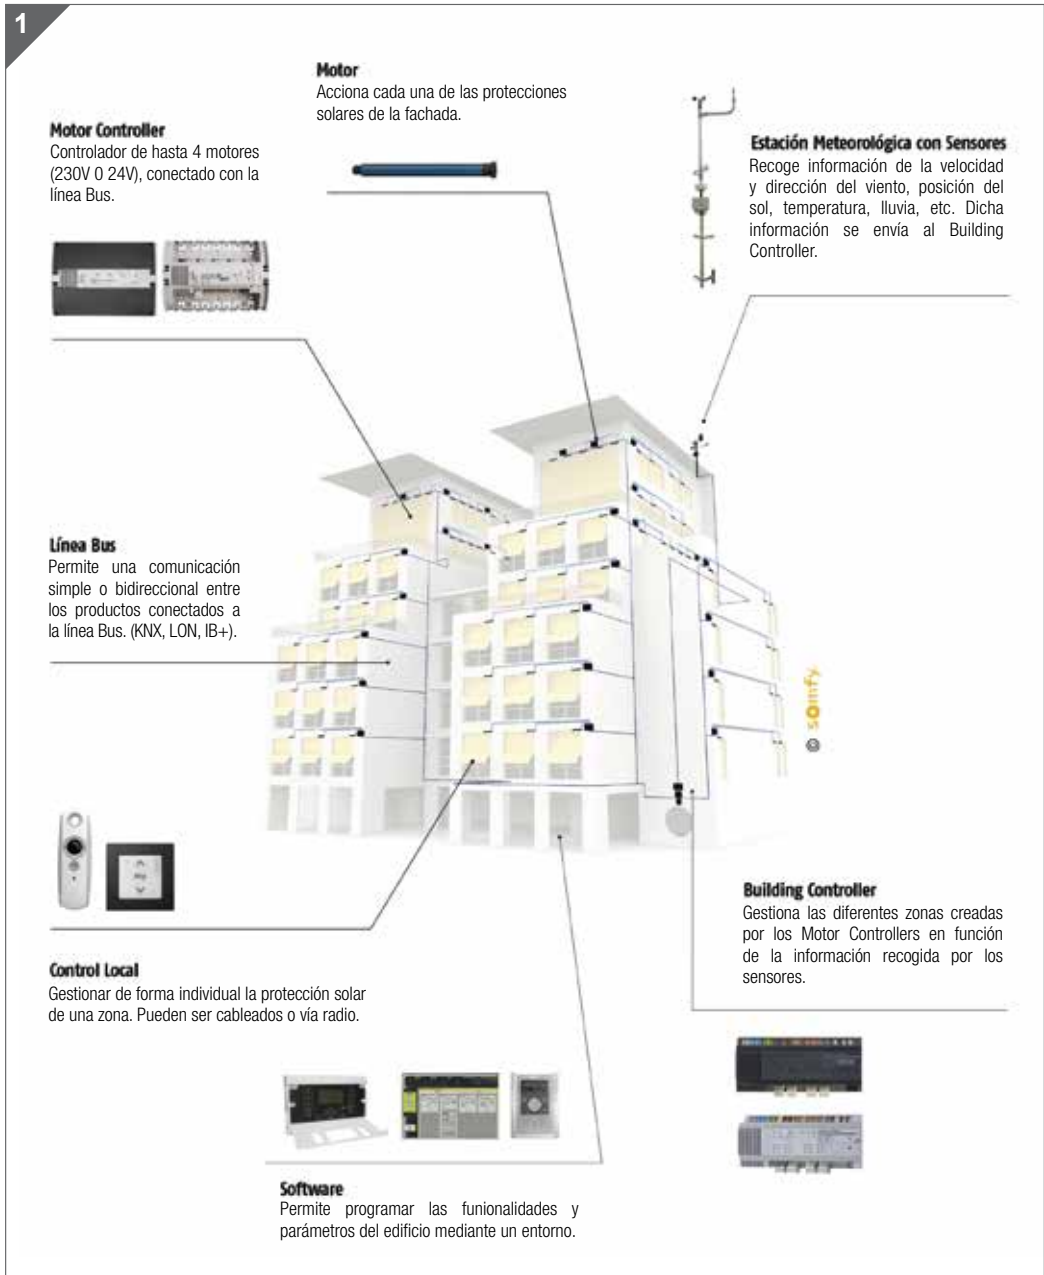 1
Motor
Acciona cada una de las protecciones
solares de la fachada.
Motor Controller
Controlador de hasta 4 motores
(230V 0 24V), conectado con la
línea Bus.
Estación Meteorológica con Sensores
Recoge información de la velocidad
y dirección del viento, posición del
sol, temperatura, lluvia, etc. Dicha
información se envía al Building
Controller.
Línea Bus
Permite una comunicación
simple o bidireccional entre
los productos conectados a
la línea Bus. (KNX, LON, IB+).
© somfy.
Building Controller
Gestiona las diferentes zonas creadas
por los Motor Controllers en función
de la información recogida por los
sensores.
Control Local
Gestionar de forma individual la protección solar
de una zona. Pueden ser cableados o vía radio.
Software
Permite programar las funionalidades y
parámetros del edificio mediante un entorno.